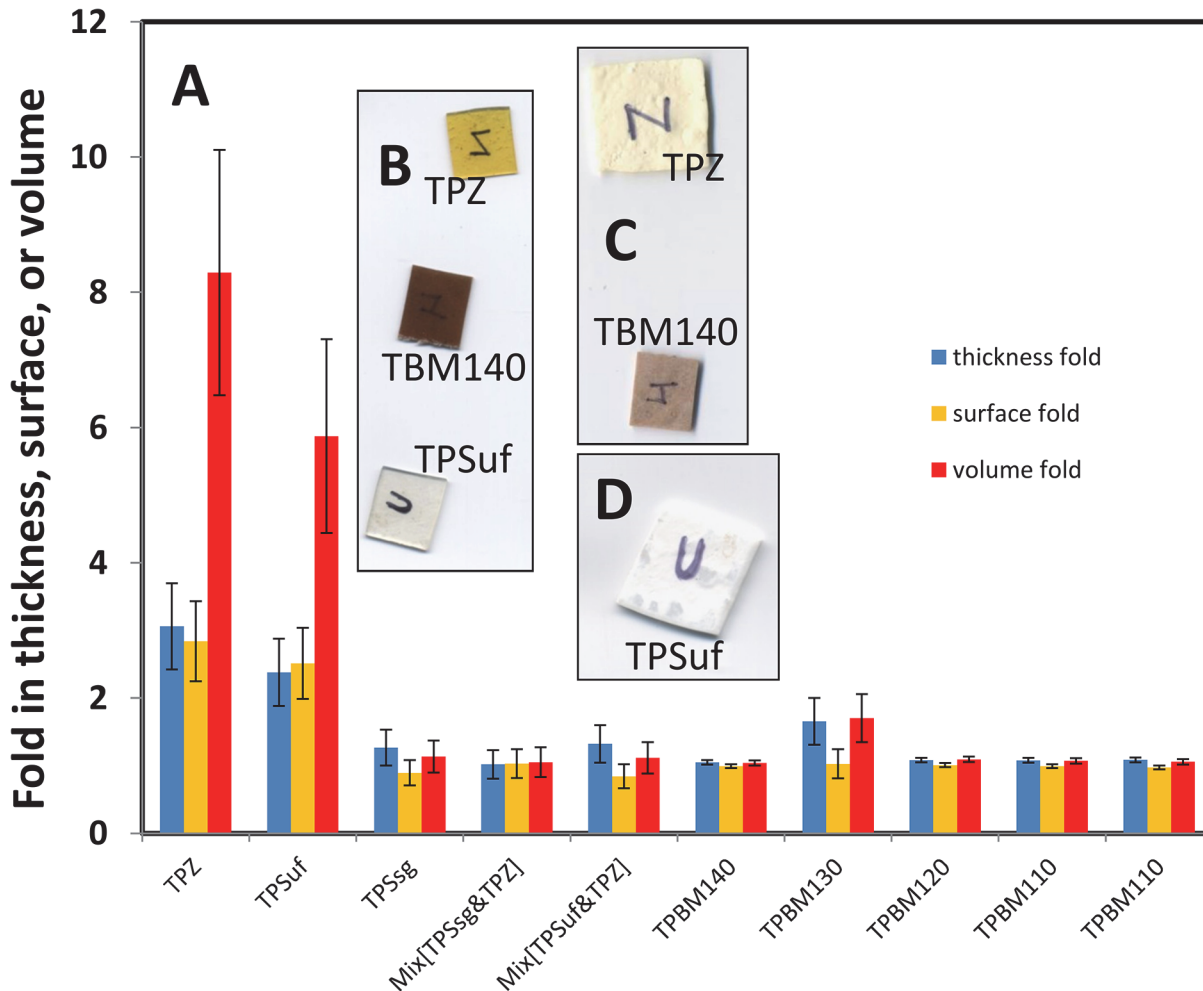 Fold in thickness, surface, or volume
12
10
8
6
4
2
0
A
B
TPZ
TBM140
TPSuf
C
TPZ
TBM140
D
TPSuf
Z
I
U
Z
I
U
thickness fold
surface fold
volume fold
TPZ
TPSuf
TPSsg
Mix[TPSsg&TPZ]
Mix[TPSuf&TPZ]
TPBM140
TPBM130
TPBM120
TPBM110
TPBM110